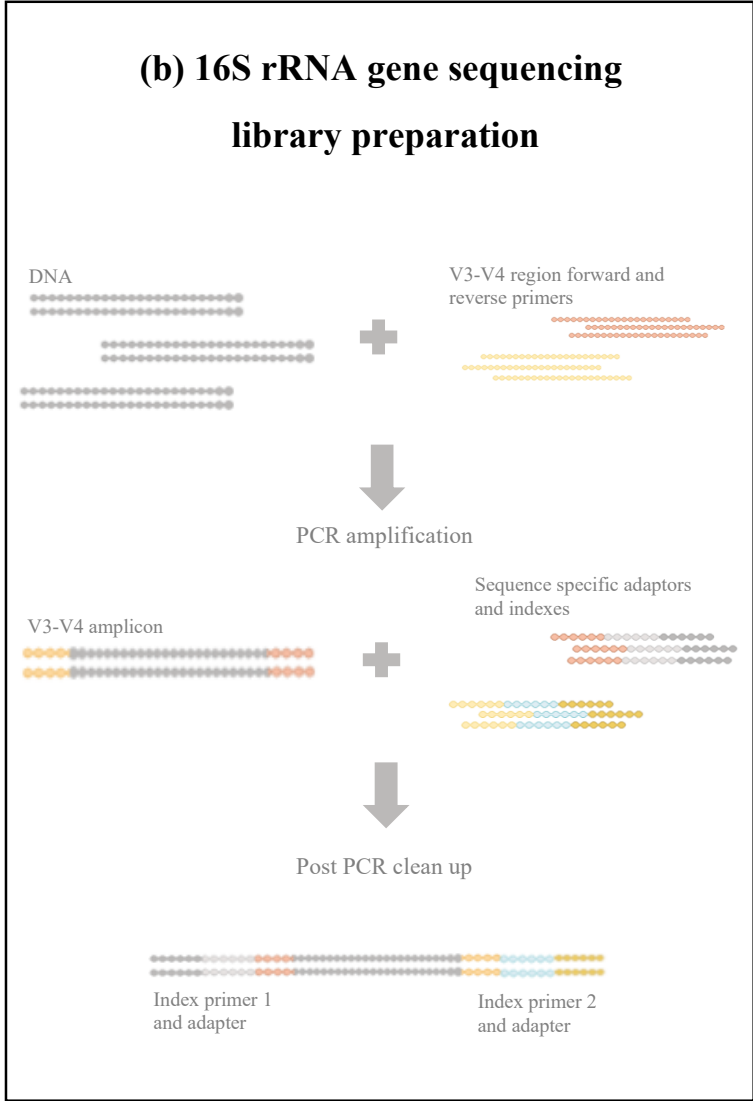 (b) 16S rRNA gene sequencing
library preparation
DNA
V3-V4 region forward and
reverse primers
PCR amplification
Sequence specific adaptors
and indexes
V3-V4 amplicon
Post PCR clean up
Index primer 1
and adapter
Index primer 2
and adapter